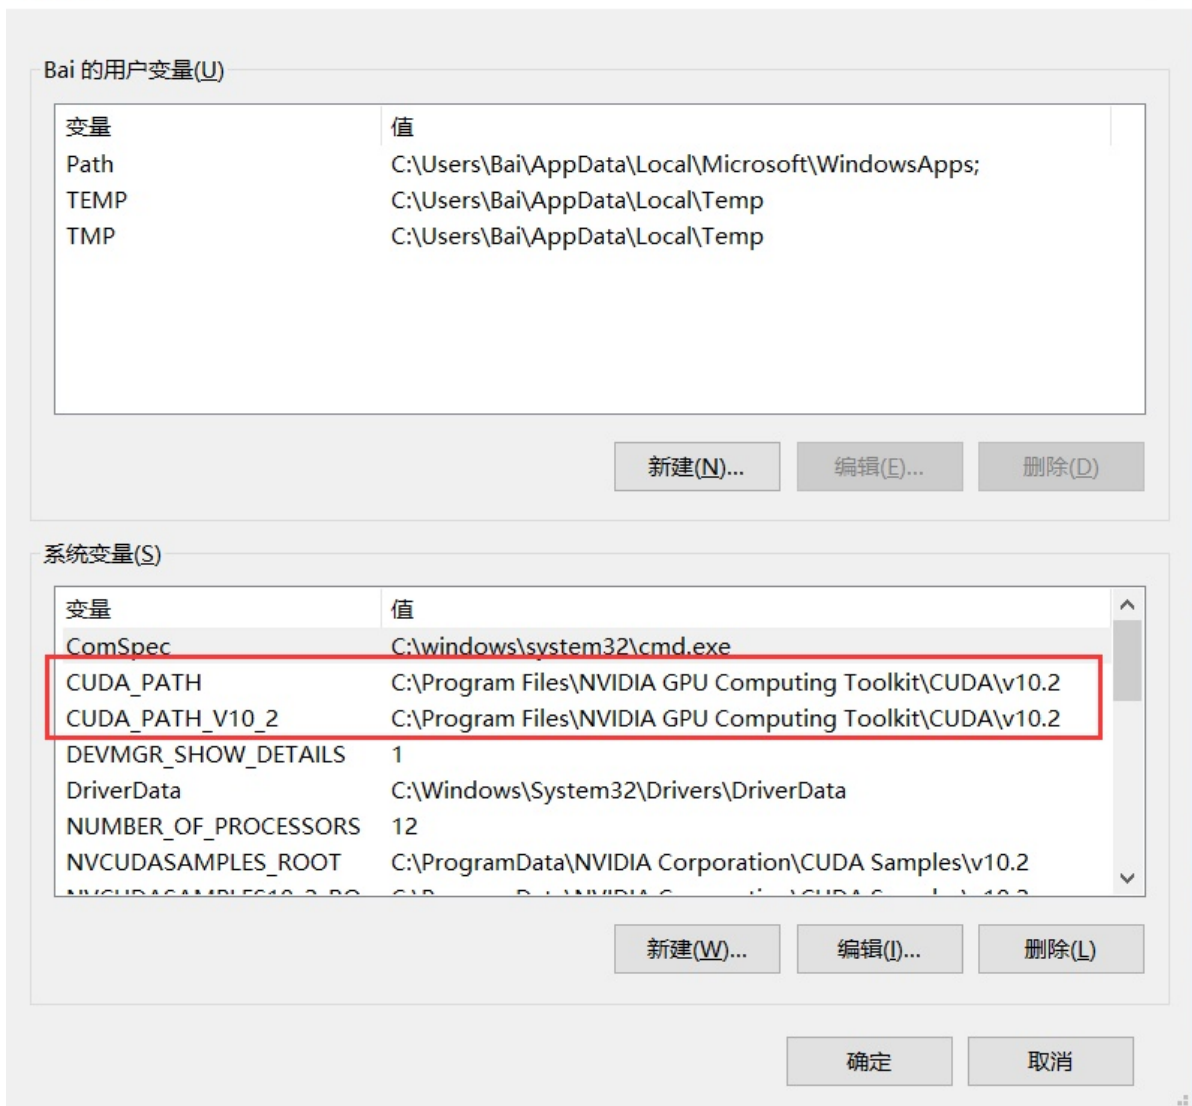 Bai 的用户变量(U)
变量 值
Path C:\Users\Bai\AppData\Local\Microsoft\WindowsApps;
TEMP C:\Users\Bai\AppData\Local\Temp
TMP C:\Users\Bai\AppData\Local\Temp
新建(N)... 编辑(E)... 删除(D)
系统变量(S)
变量 值
ComSpec C:\windows\system32\cmd.exe
CUDA_PATH C:\Program Files\NVIDIA GPU Computing Toolkit\CUDA\v10.2
CUDA_PATH_V10_2 C:\Program Files\NVIDIA GPU Computing Toolkit\CUDA\v10.2
DEVMGR_SHOW_DETAILS 1
DriverData C:\Windows\System32\Drivers\DriverData
NUMBER_OF_PROCESSORS 12
NVCUDASAMPLES_ROOT C:\ProgramData\NVIDIA Corporation\CUDA Samples\v10.2
新建(W)... 编辑(I)... 删除(L)
确定 取消